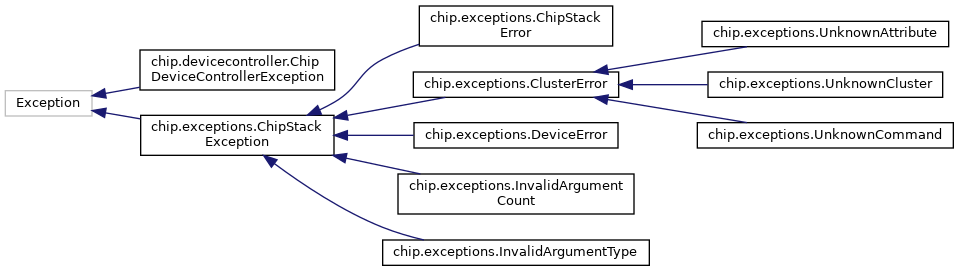 Exception
chip.devicecontroller.Chip
DeviceControllerException
chip.exceptions.ChipStack
Exception
chip.exceptions.ChipStack
Error
chip.exceptions.ClusterError
chip.exceptions.DeviceError
chip.exceptions.InvalidArgument
Count
chip.exceptions.InvalidArgumentType
chip.exceptions.UnknownAttribute
chip.exceptions.UnknownCluster
chip.exceptions.UnknownCommand